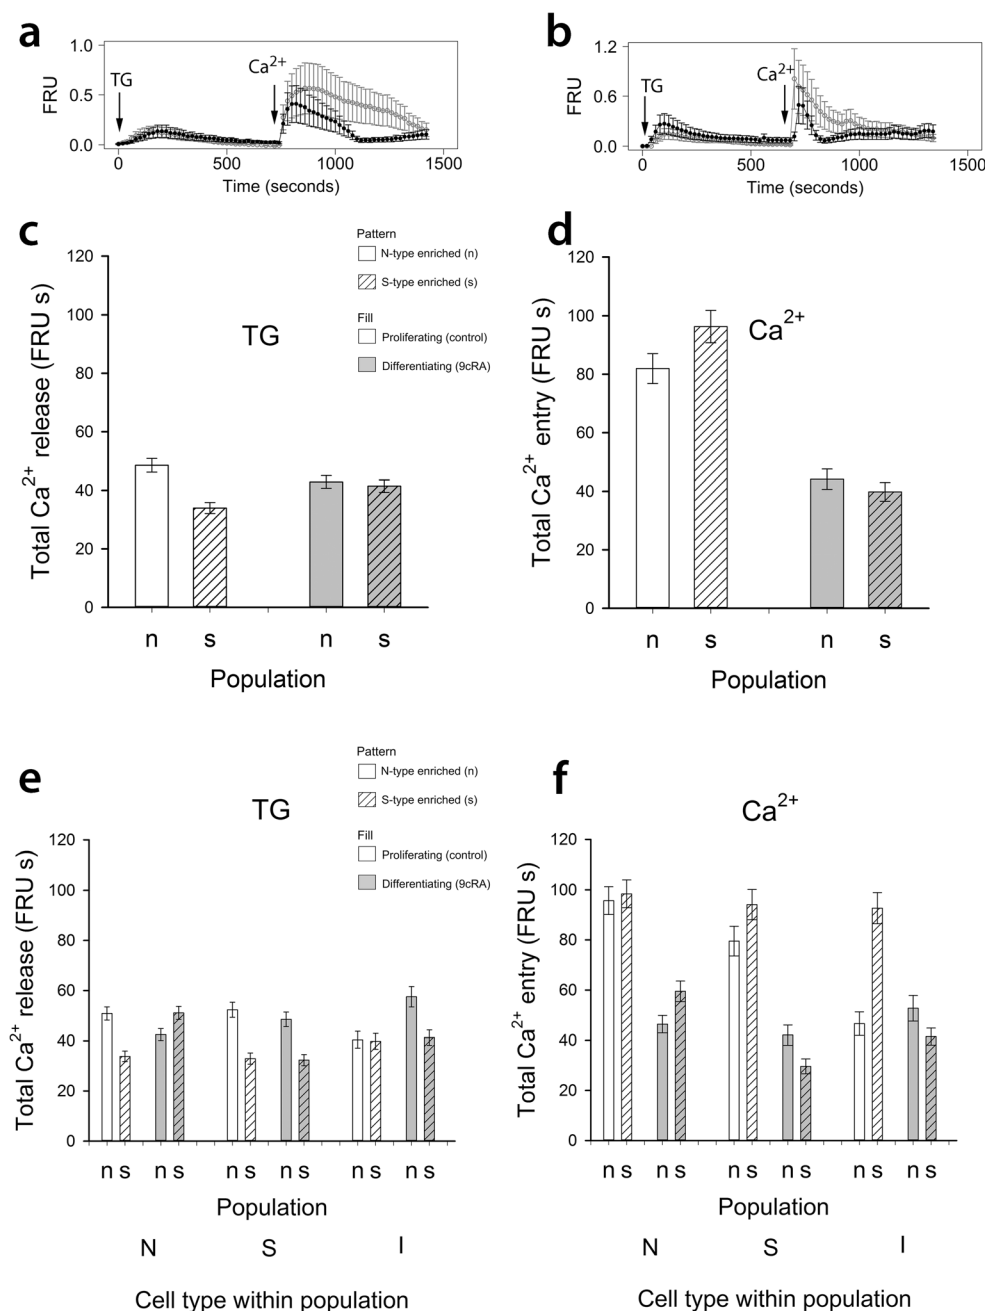 a
1.0
0.5
0.0
FRU
TG
Ca2+
0
500
1000
1500
Time (seconds)
b
1.2
0.6
0.0
FRU
TG
Ca2+
0
500
1000
1500
Time (seconds)
c
Pattern
N-type enriched (n)
S-type enriched (s)
Fill
Proliferating (control)
Differentiating (9cRA)
TG
Total Ca2+ release (FRU s)
120
100
80
60
40
20
0
n s n s
Population
d
Ca2+
Total Ca2+ entry (FRU s)
120
100
80
60
40
20
0
n s n s
Population
e
Pattern
N-type enriched (n)
S-type enriched (s)
Fill
Proliferating (control)
Differentiating (9cRA)
TG
Total Ca2+ release (FRU s)
120
100
80
60
40
20
0
n s n s n s n s n s n s
Population
N S I
Cell type within population
f
Ca2+
Total Ca2+ entry (FRU s)
120
100
80
60
40
20
0
n s n s n s n s n s n s
Population
N S I
Cell type within population